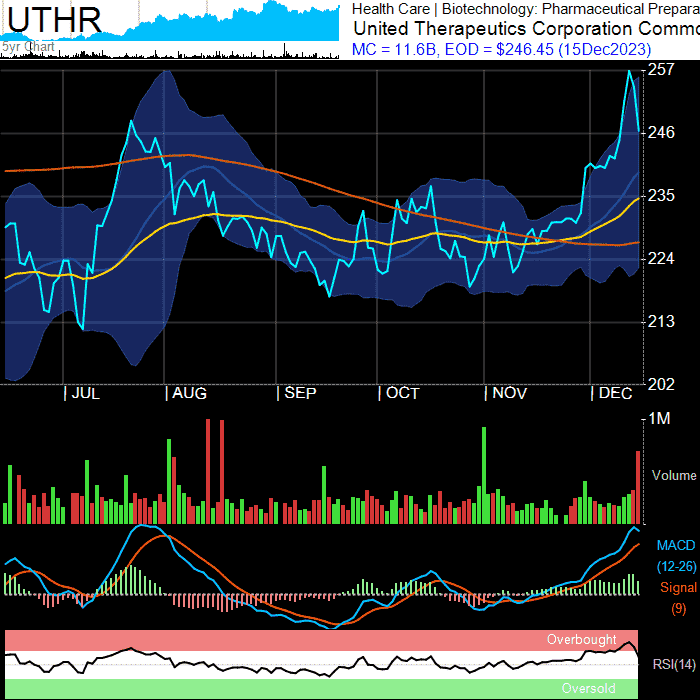 UTHR
5yr Chart
Health Care | Biotechnology: Pharmaceutical Prepara
United Therapeutics Corporation Commo
MC = 11.6B, EOD = $246.45 (15Dec2023)
257
246
235
224
213
202
| JUL | AUG | SEP | OCT | NOV | DEC
1M
Volume
MACD
(12-26)
Signal
(9)
Overbought
RSI(14)
Oversold